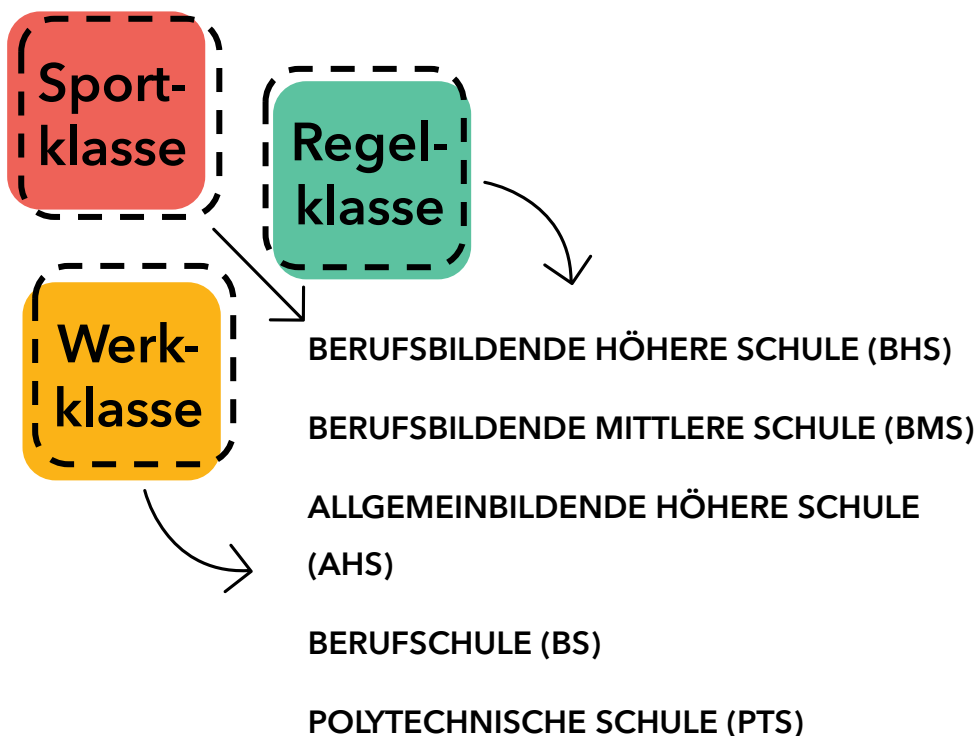 Sport-
klasse
Regel-
klasse
Werk-
klasse
BERUFSBILDENDE HÖHERE SCHULE (BHS)
BERUFSBILDENDE MITTLERE SCHULE (BMS)
ALLGEMEINBILDENDE HÖHERE SCHULE
(AHS)
BERUFSCHULE (BS)
POLYTECHNISCHE SCHULE (PTS)